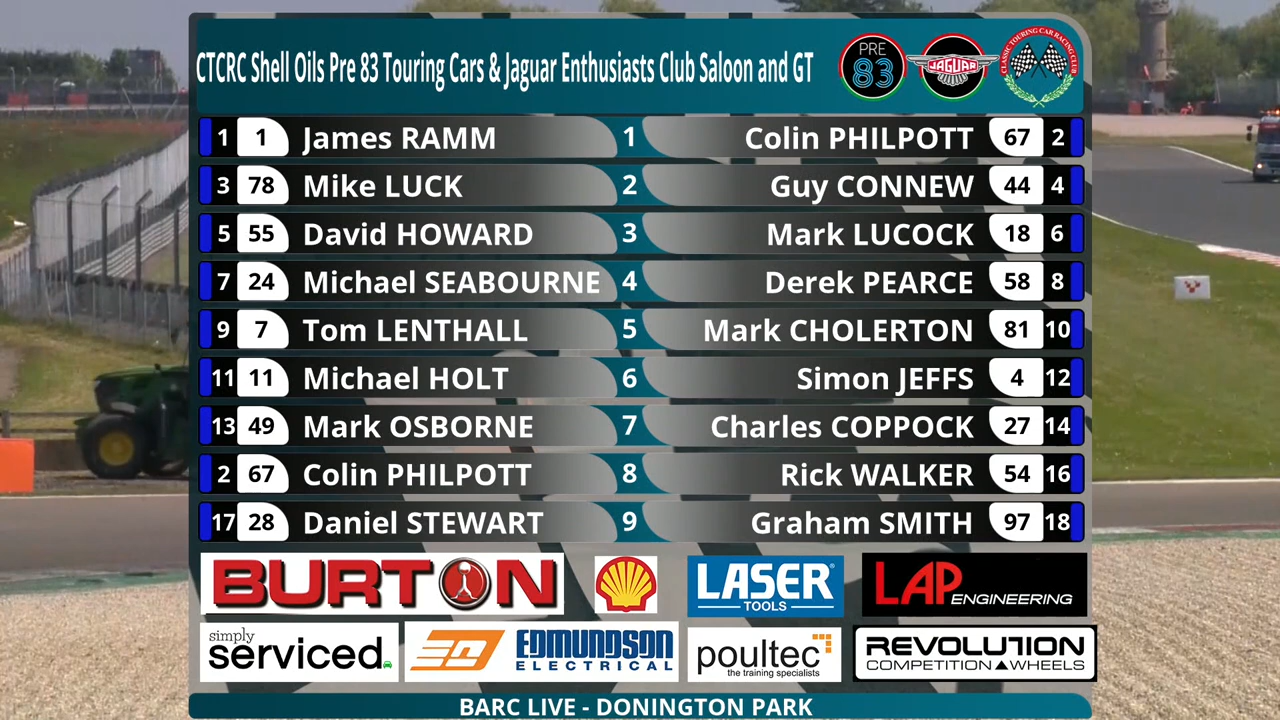 CTCRC Shell Oils Pre 83 Touring Cars & Jaguar Enthusiasts Club Saloon and GT
PRE
83
JAGUAR
CLASSIC TOURING CAR RACING CLUB
1 1 James RAMM 1 Colin PHILPOTT 67 2
3 78 Mike LUCK 2 Guy CONNEW 44 4
5 55 David HOWARD 3 Mark LUCOCK 18 6
7 24 Michael SEABOURNE 4 Derek PEARCE 58 8
9 7 Tom LENTHALL 5 Mark CHOLERTON 81 10
11 11 Michael HOLT 6 Simon JEFFS 4 12
13 49 Mark OSBORNE 7 Charles COPPOCK 27 14
2 67 Colin PHILPOTT 8 Rick WALKER 54 16
17 28 Daniel STEWART 9 Graham SMITH 97 18
BURTON
LASER®
TOOLS
LAP ENGINEERING
simply
serviced.
EDMUNDSON
ELECTRICAL
poultec
the training specialists
REVOLUTION
COMPETITION WHEELS
BARC LIVE - DONINGTON PARK